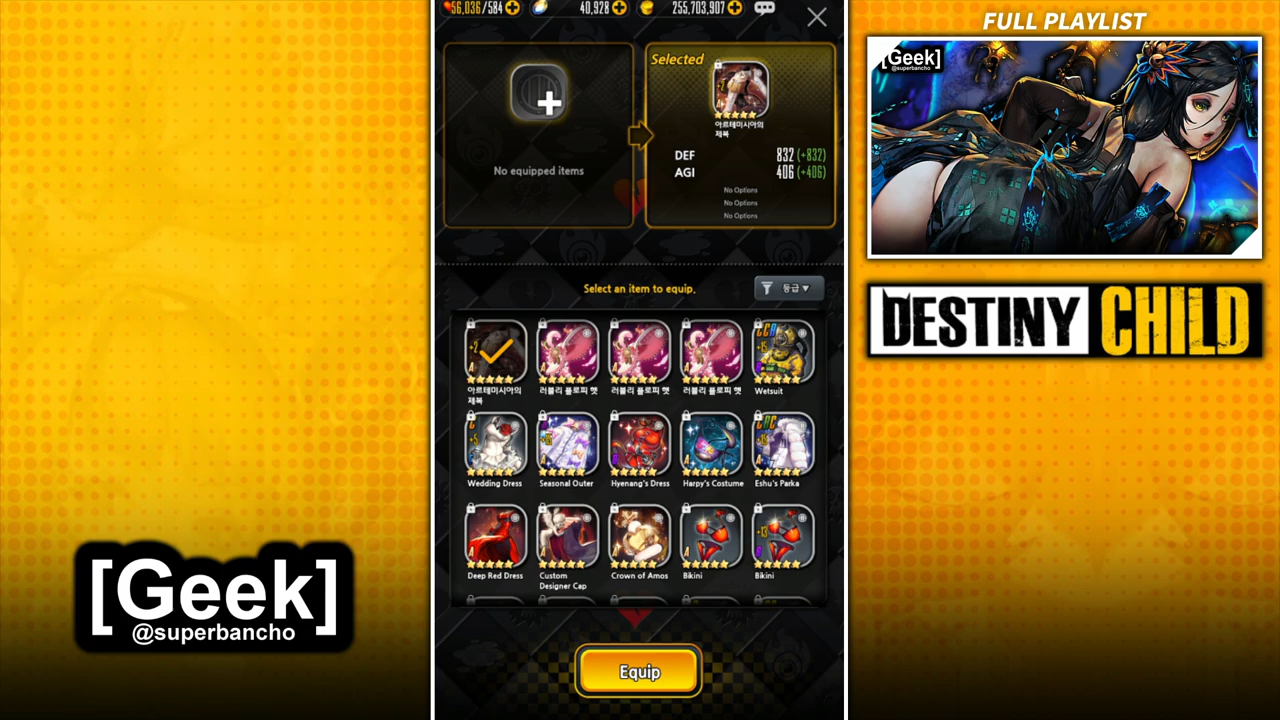 56,036/584
40,928
255,703,907
FULL PLAYLIST
[Geek]
@superbancho
Selected
아르테미시아의
제복
No equipped items
DEF 832 (+832)
AGI 406 (+406)
No Options
No Options
No Options
Select an item to equip.
등급 ▼
DESTINY CHILD
아르테미시아의
제복
러블리 플로피 햇
러블리 플로피 햇
러블리 플로피 햇
Wetsuit
Wedding Dress
Seasonal Outer
Hyenang's Dress
Harpy's Costume
Eshu's Parka
Deep Red Dress
Custom
Designer Cap
Crown of Amos
Bikini
Bikini
Equip
[Geek]
@superbancho